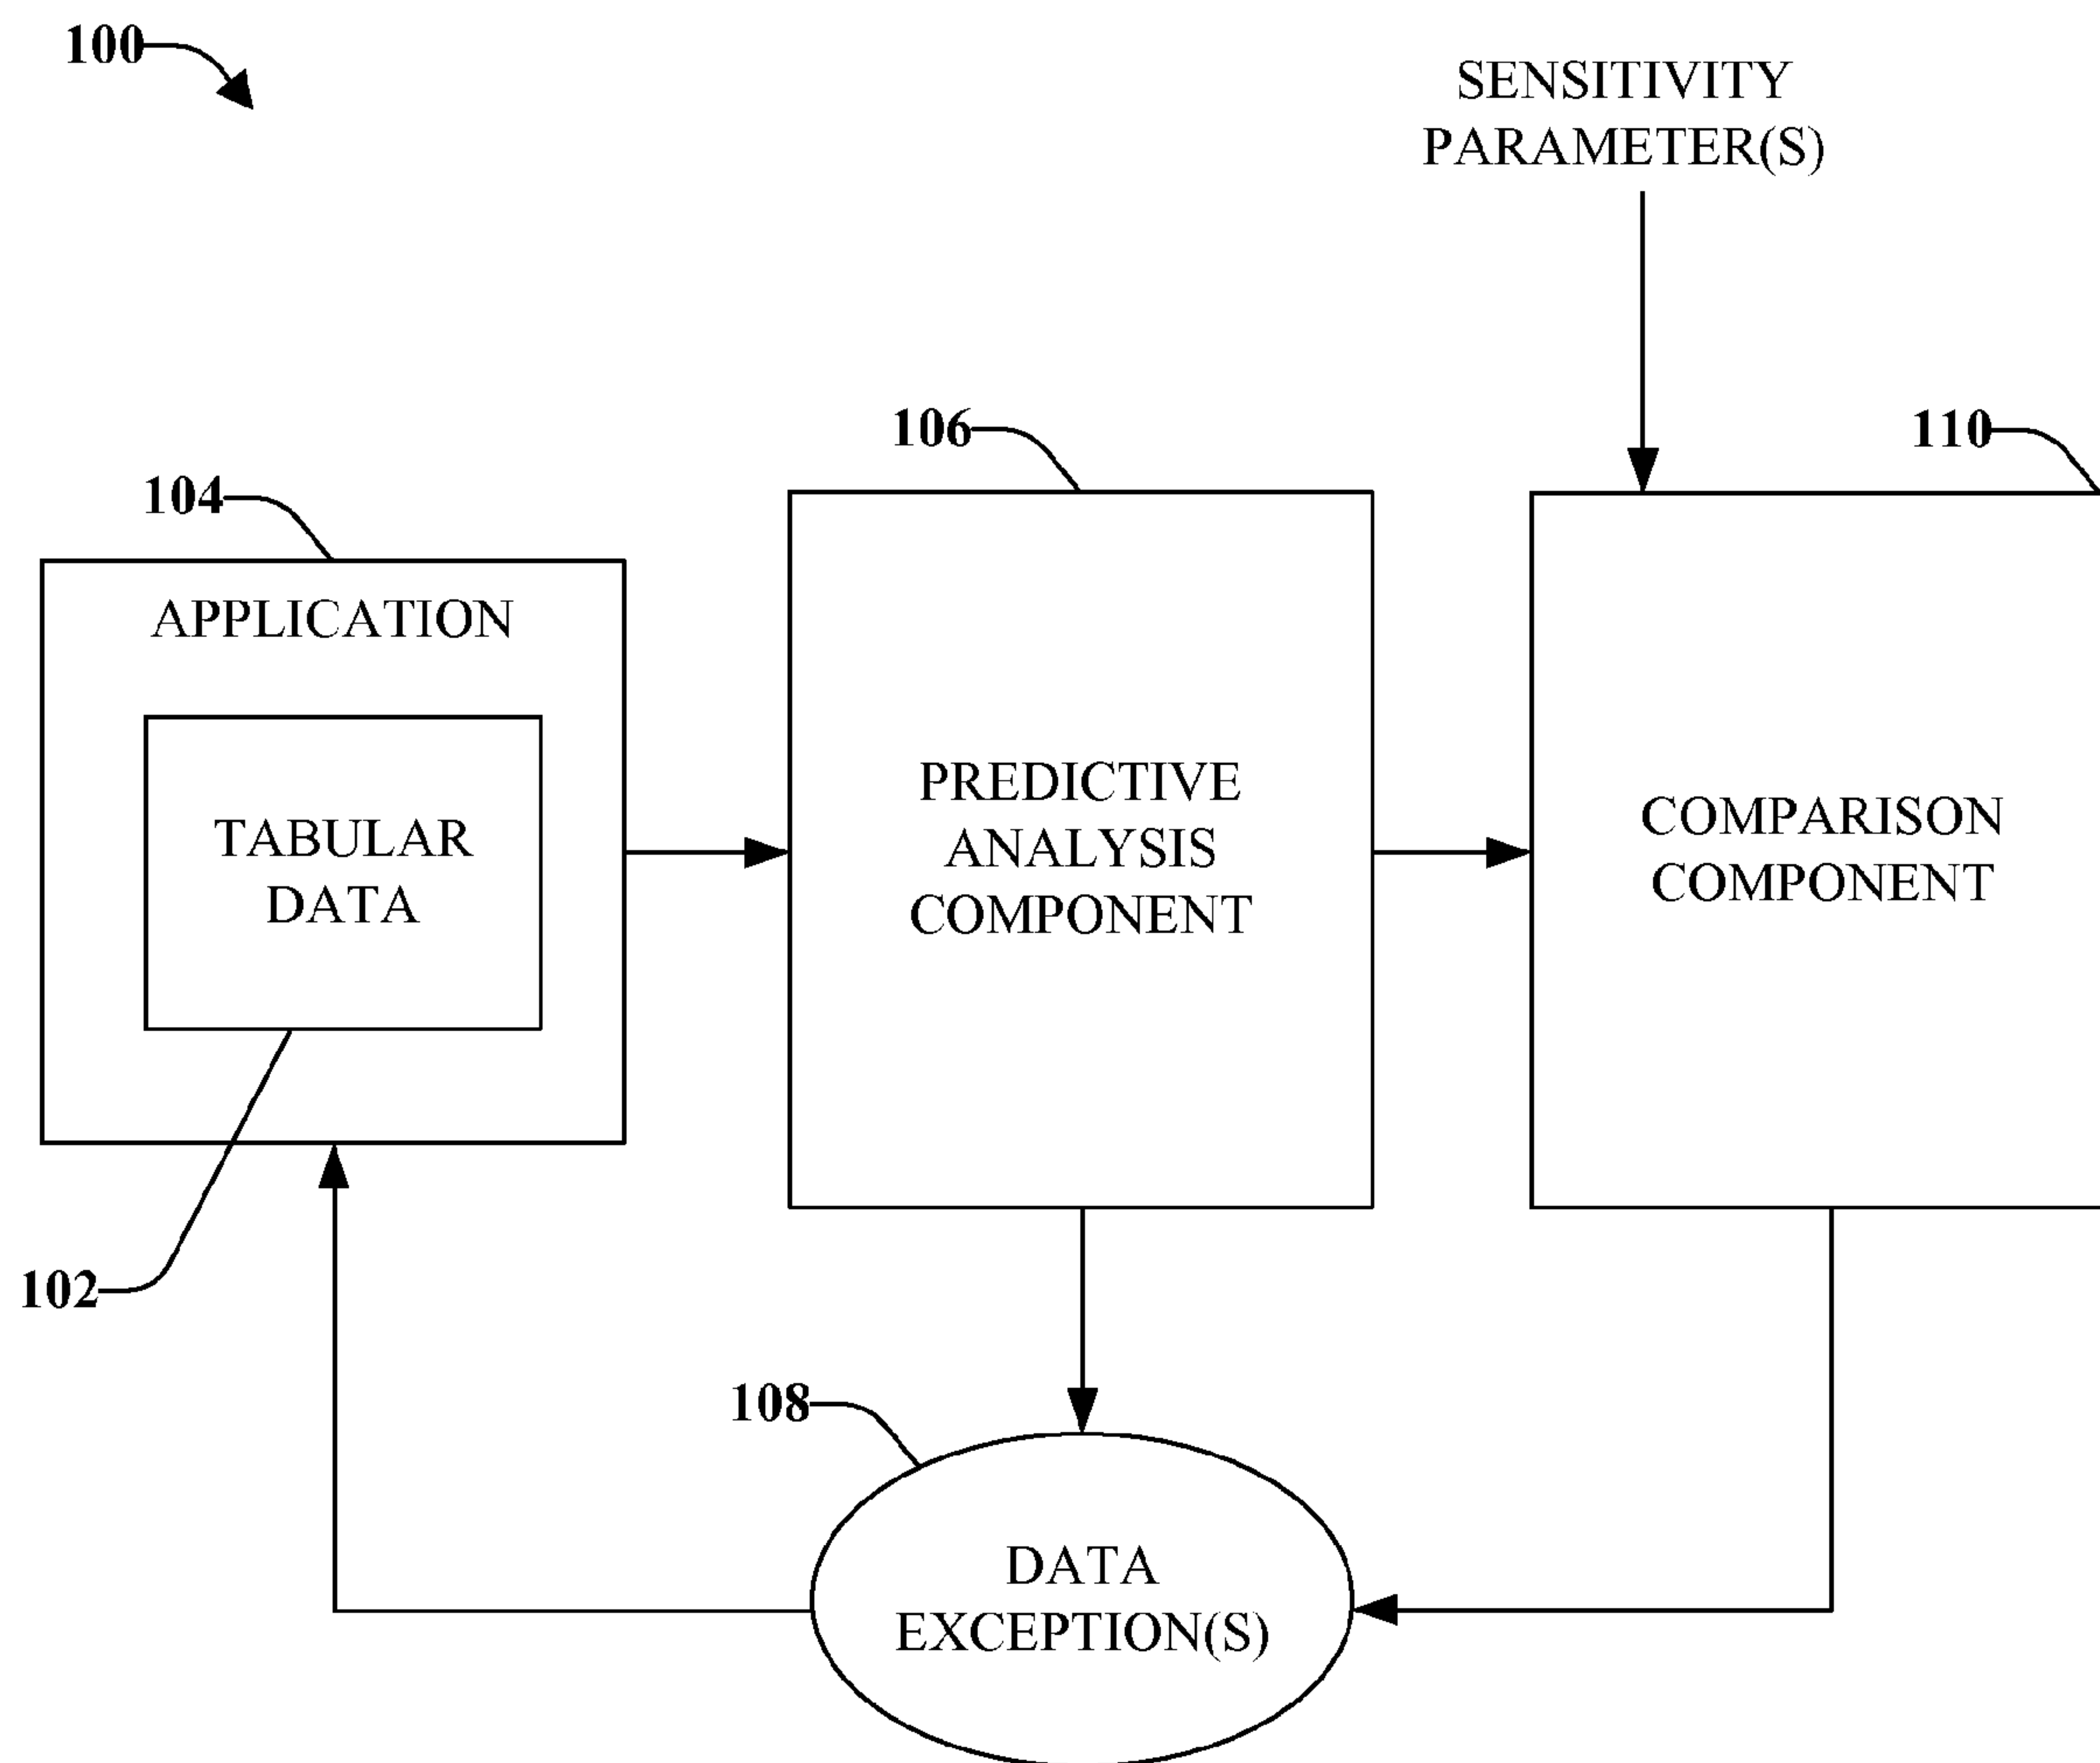 100
SENSITIVITY
PARAMETER(S)
106
110
104
APPLICATION
TABULAR
DATA
PREDICTIVE
ANALYSIS
COMPONENT
COMPARISON
COMPONENT
102
108
DATA
EXCEPTION(S)